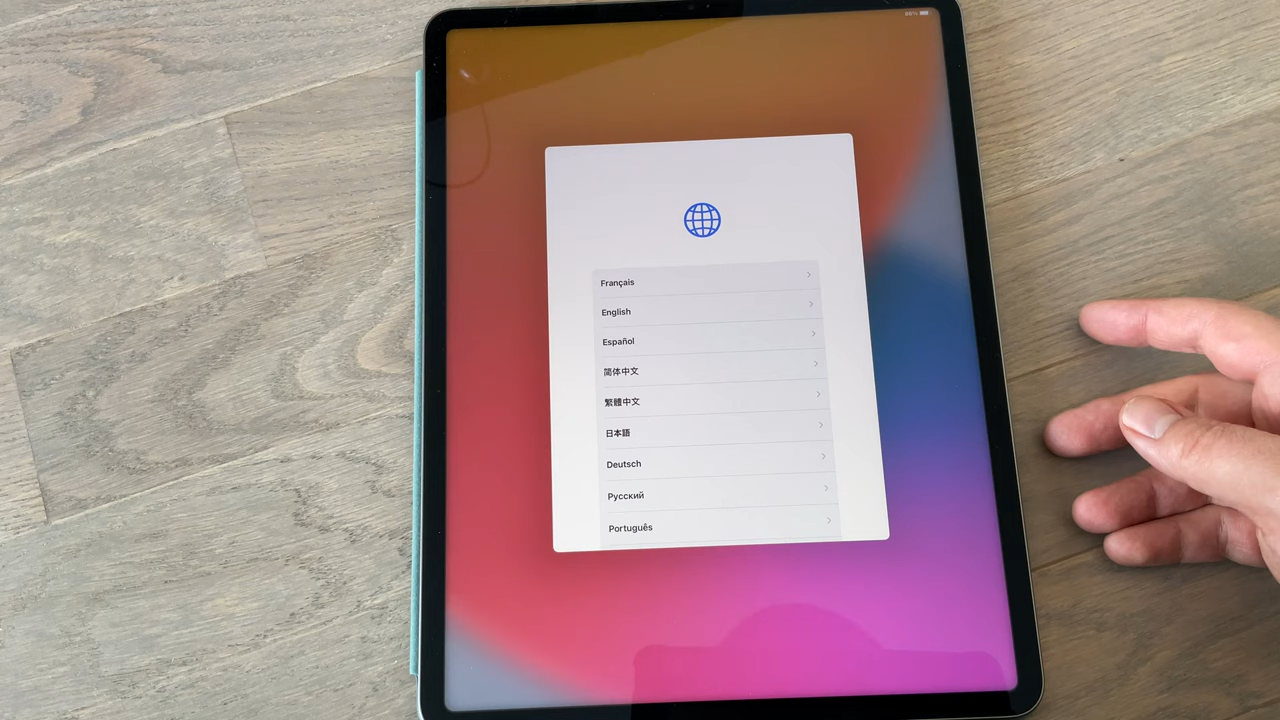 Français
English
Español
简体中文
繁體中文
日本語
Deutsch
Русский
Português